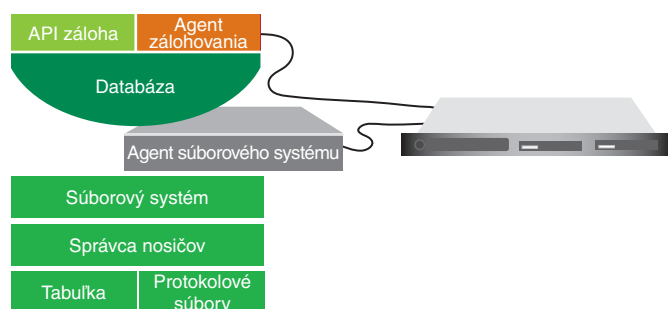 API záloha
Agent
zálohovania
Databáza
Agent súborového systému
Súborový systém
Správca nosičov
Tabuľka
Protokolové
súbory